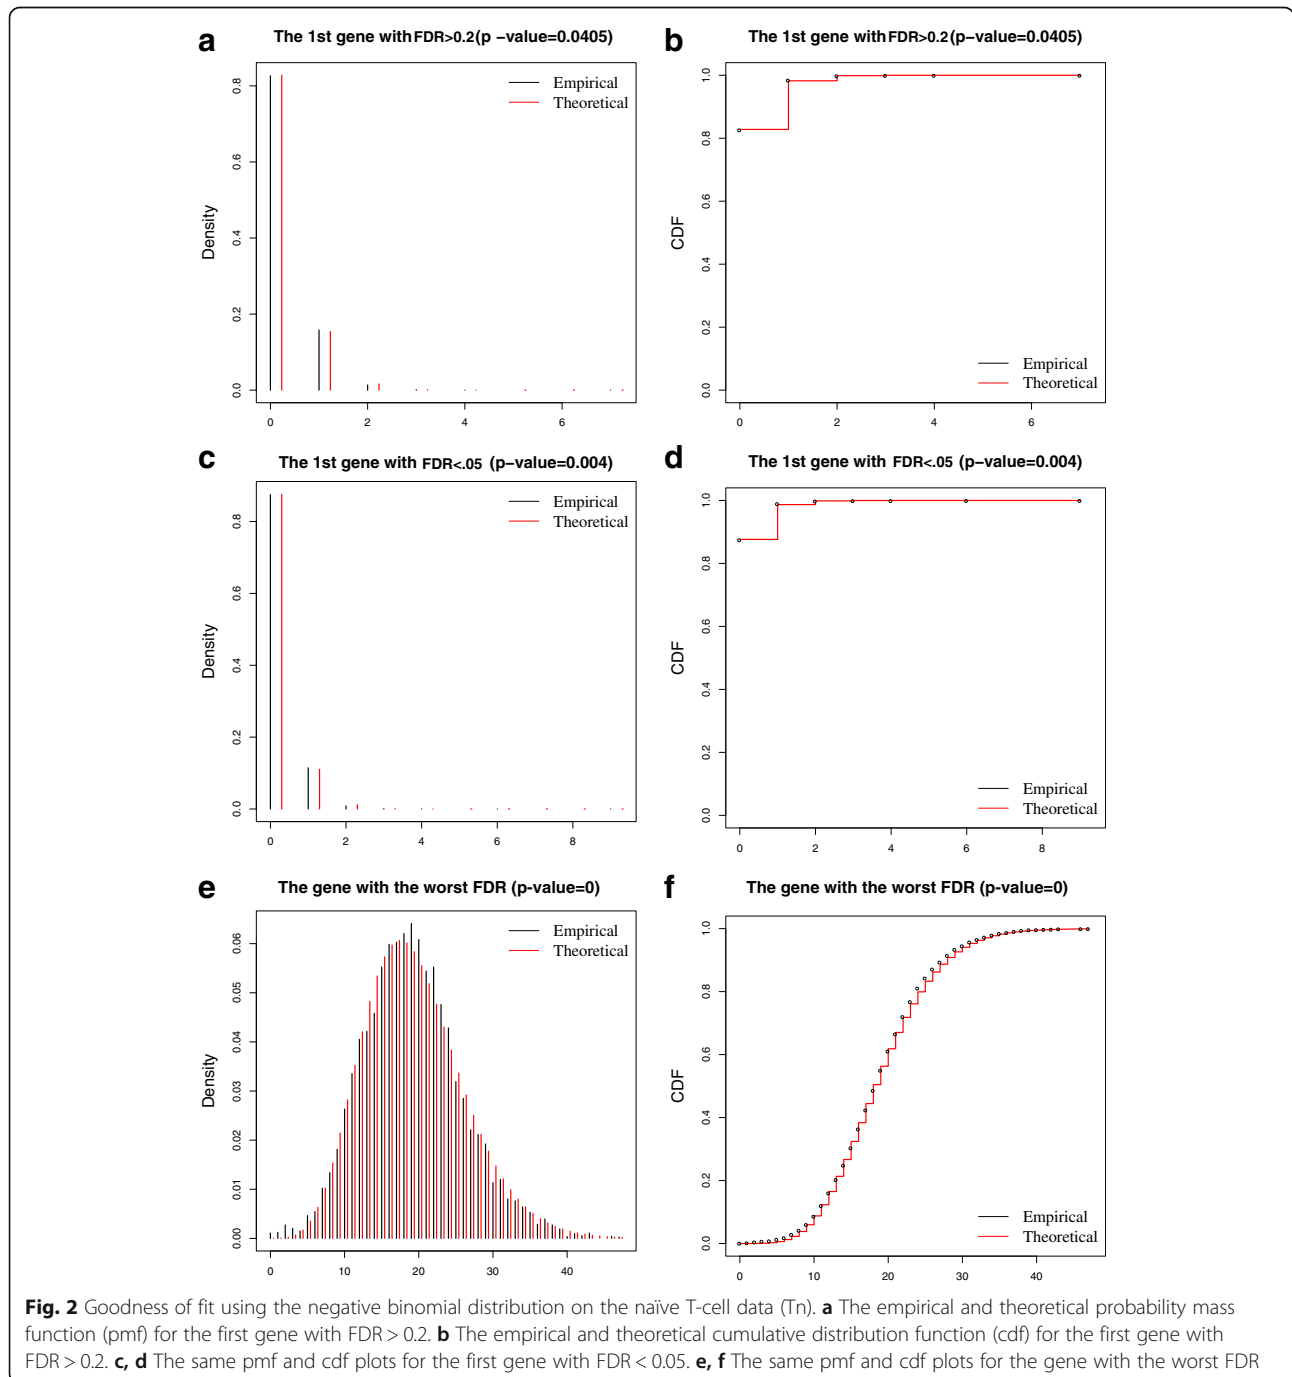 a
The 1st gene with FDR>0.2 (p −value=0.0405)
0.8
0.6
0.4
0.2
0.0
Density
Empirical
Theoretical
0 2 4 6
b
The 1st gene with FDR>0.2 (p−value=0.0405)
1.0
0.8
0.6
0.4
0.2
0.0
CDF
Empirical
Theoretical
0 2 4 6
c
The 1st gene with FDR<.05 (p−value=0.004)
0.8
0.6
0.4
0.2
0.0
Density
Empirical
Theoretical
0 2 4 6 8
d
The 1st gene with FDR<.05 (p−value=0.004)
1.0
0.8
0.6
0.4
0.2
0.0
CDF
Empirical
Theoretical
0 2 4 6 8
e
The gene with the worst FDR (p-value=0)
0.06
0.05
0.04
0.03
0.02
0.01
0.00
Density
Empirical
Theoretical
0 10 20 30 40
f
The gene with the worst FDR (p-value=0)
1.0
0.8
0.6
0.4
0.2
0.0
CDF
Empirical
Theoretical
0 10 20 30 40
Fig. 2 Goodness of fit using the negative binomial distribution on the naïve T-cell data (Tn). a The empirical and theoretical probability mass
function (pmf) for the first gene with FDR > 0.2. b The empirical and theoretical cumulative distribution function (cdf) for the first gene with
FDR > 0.2. c, d The same pmf and cdf plots for the first gene with FDR < 0.05. e, f The same pmf and cdf plots for the gene with the worst FDR